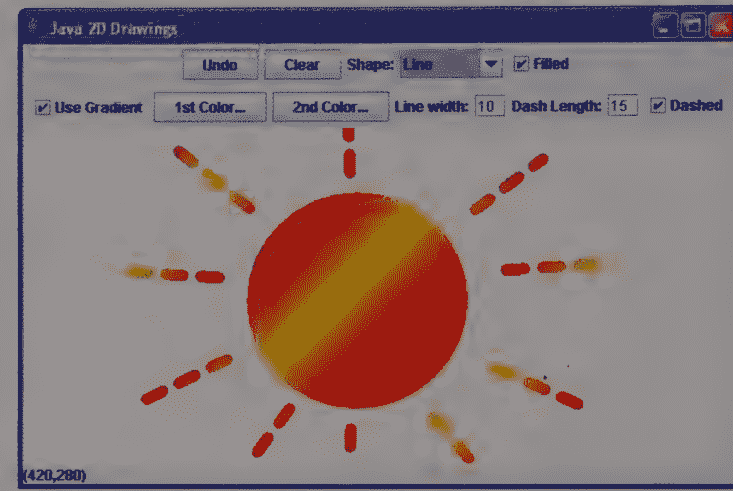 Java 2D Drawings
Undo Clear Shape: Line Filled
Use Gradient 1st Color... 2nd Color... Line width: 10 Dash Length: 15 Dashed
(420,280)